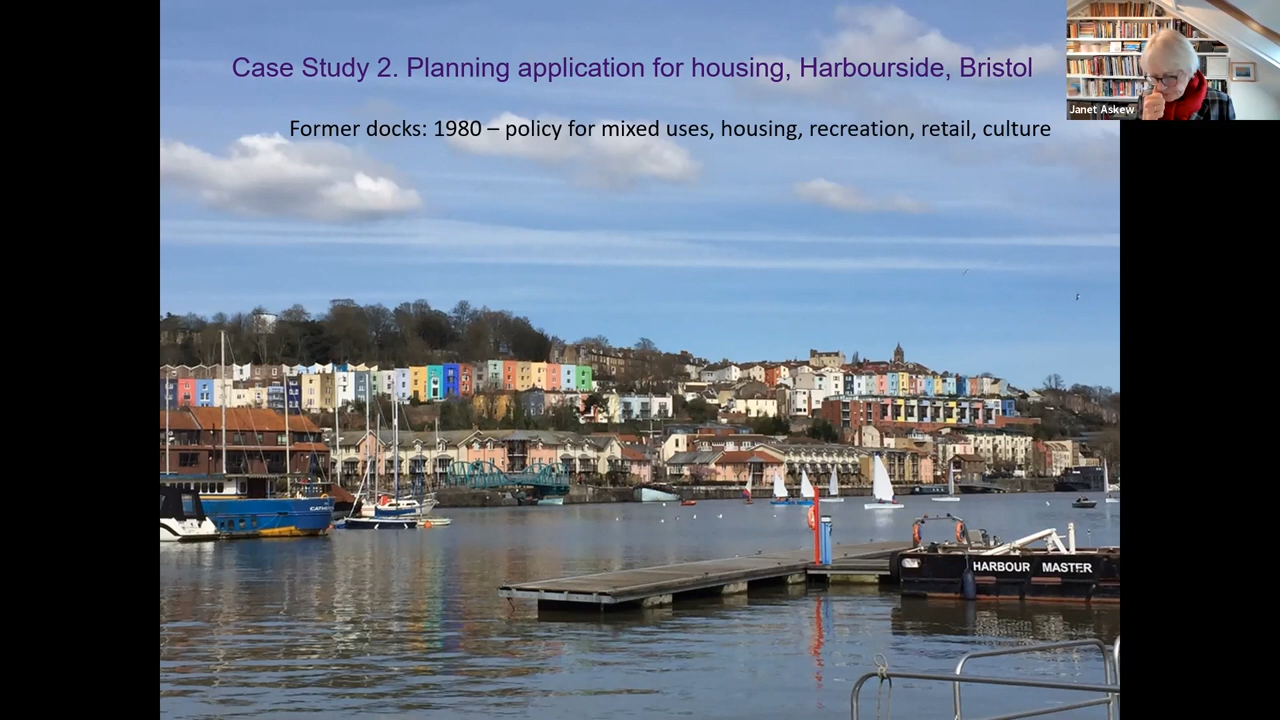 Case Study 2. Planning application for housing, Harbourside, Bristol
Janet Askew
Former docks: 1980 – policy for mixed uses, housing, recreation, retail, culture
HARBOUR MASTER